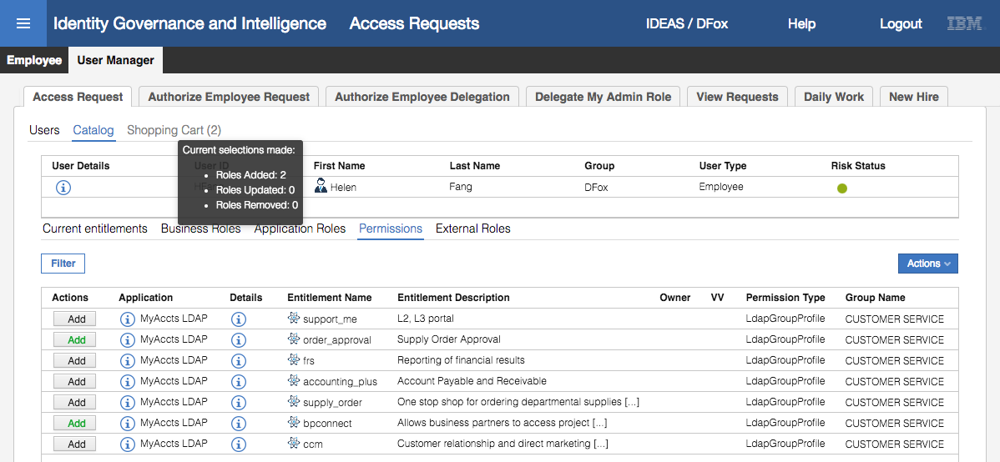 Identity Governance and Intelligence Access Requests IDEAS / DFox Help Logout IBM
Employee User Manager
Access Request Authorize Employee Request Authorize Employee Delegation Delegate My Admin Role View Requests Daily Work New Hire
Users Catalog Shopping Cart (2)
Current selections made:
• Roles Added: 2
• Roles Updated: 0
• Roles Removed: 0
User Details User ID First Name Last Name Group User Type Risk Status
Helen Fang DFox Employee
Current entitlements Business Roles Application Roles Permissions External Roles
Filter Actions
Actions Application Details Entitlement Name Entitlement Description Owner VV Permission Type Group Name
Add MyAccts LDAP support_me L2, L3 portal LdapGroupProfile CUSTOMER SERVICE
Add MyAccts LDAP order_approval Supply Order Approval LdapGroupProfile CUSTOMER SERVICE
Add MyAccts LDAP frs Reporting of financial results LdapGroupProfile CUSTOMER SERVICE
Add MyAccts LDAP accounting_plus Account Payable and Receivable LdapGroupProfile CUSTOMER SERVICE
Add MyAccts LDAP supply_order One stop shop for ordering departmental supplies [...] LdapGroupProfile CUSTOMER SERVICE
Add MyAccts LDAP bpconnect Allows business partners to access project [...] LdapGroupProfile CUSTOMER SERVICE
Add MyAccts LDAP ccm Customer relationship and direct marketing [...] LdapGroupProfile CUSTOMER SERVICE